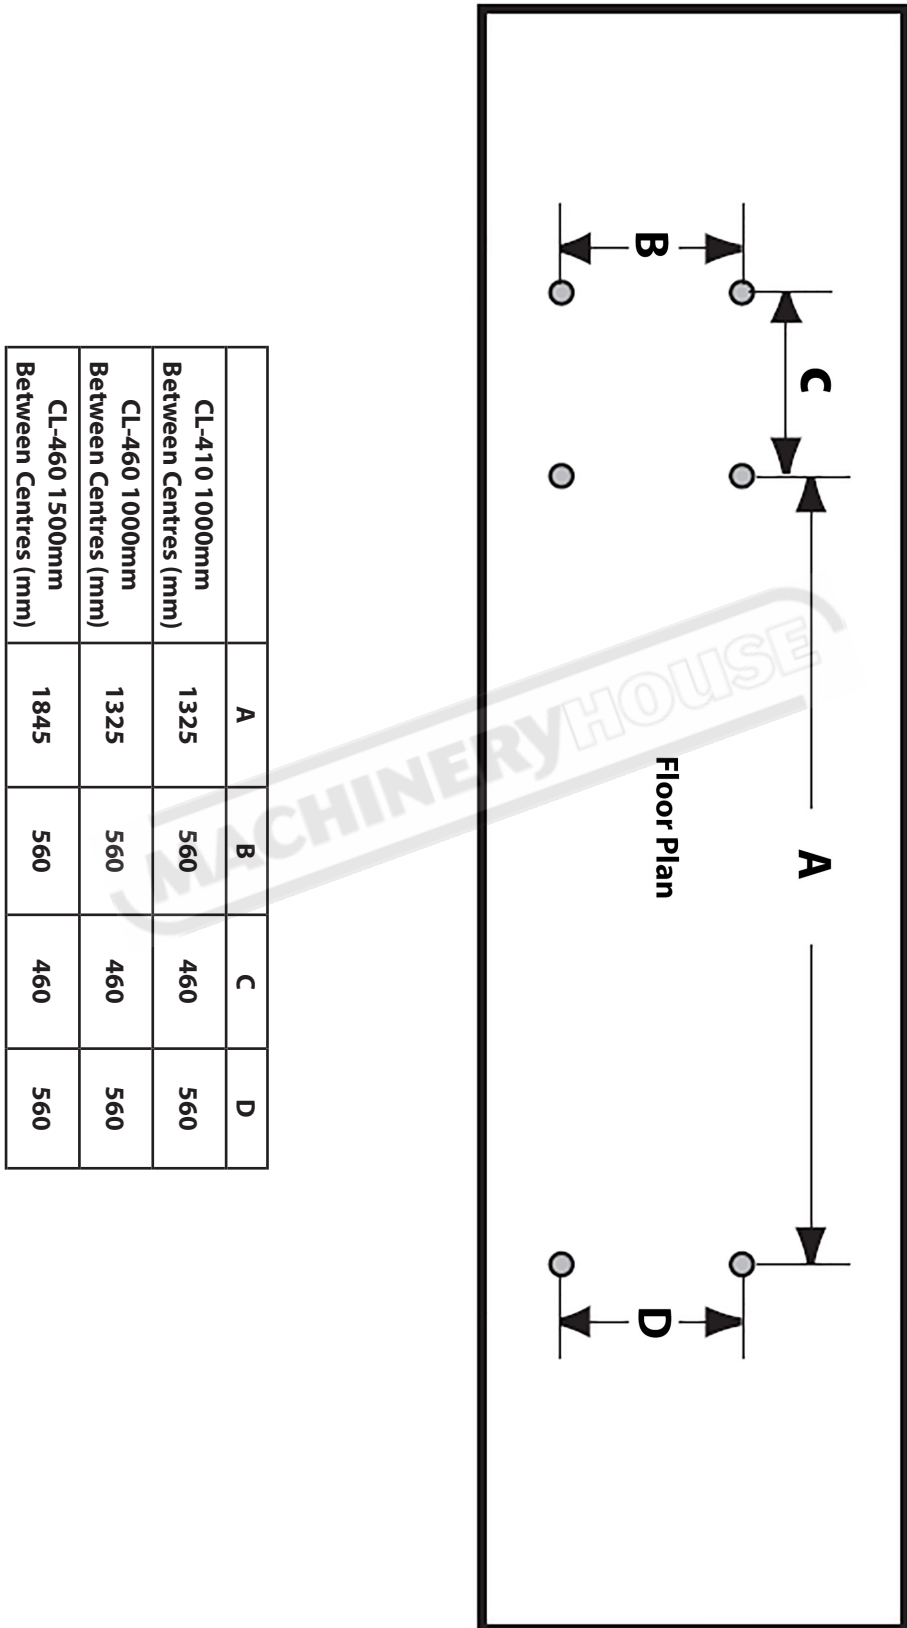 B
C
A
Floor Plan
D
MACHINERYHOUSE
A B C D
CL-410 1000mm
Between Centres (mm) 1325 560 460 560
CL-460 1000mm
Between Centres (mm) 1325 560 460 560
CL-460 1500mm
Between Centres (mm) 1845 560 460 560